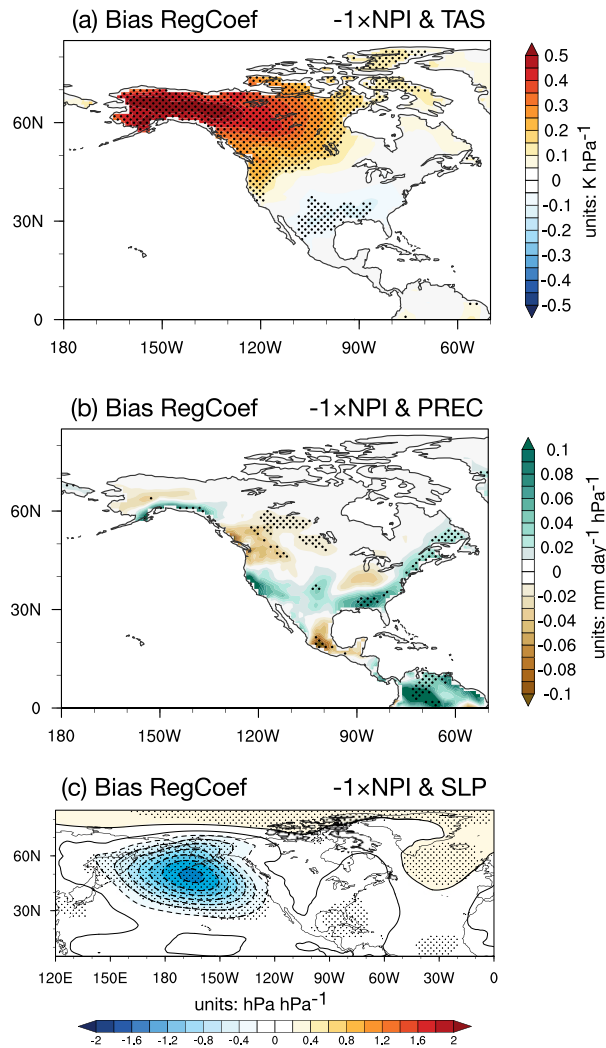 (a) Bias RegCoef -1×NPI & TAS
60N
30N
0
180 150W 120W 90W 60W
0.5
0.4
0.3
0.2
0.1
0
-0.1
-0.2
-0.3
-0.4
-0.5
units: K hPa⁻¹
(b) Bias RegCoef -1×NPI & PREC
60N
30N
0
180 150W 120W 90W 60W
0.1
0.08
0.06
0.04
0.02
0
-0.02
-0.04
-0.06
-0.08
-0.1
units: mm day⁻¹ hPa⁻¹
(c) Bias RegCoef -1×NPI & SLP
60N
30N
120E 150E 180 150W 120W 90W 60W 30W 0
units: hPa hPa⁻¹
-2 -1.6 -1.2 -0.8 -0.4 0 0.4 0.8 1.2 1.6 2